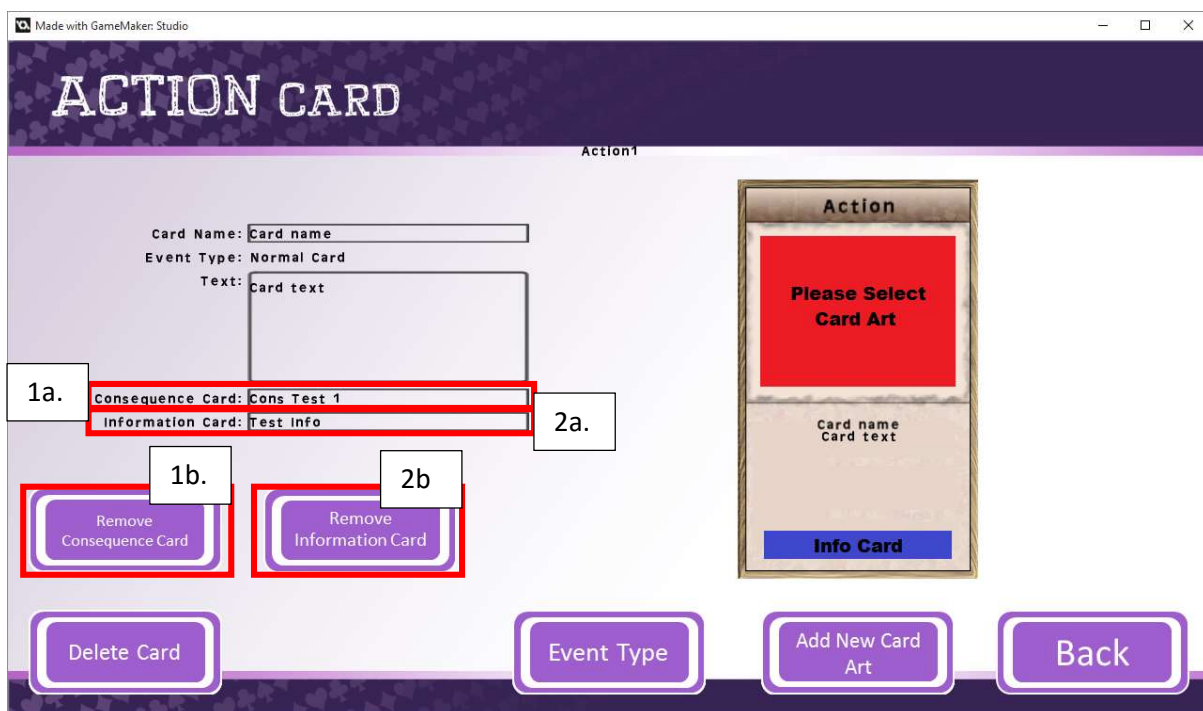 Made with GameMaker: Studio
ACTION CARD
Action1
Card Name: Card name
Event Type: Normal Card
Text: Card text
1a.
Consequence Card: Cons Test 1
Information Card: Test Info
2a.
1b.
2b
Remove
Consequence Card
Remove
Information Card
Action
Please Select
Card Art
Card name
Card text
Info Card
Delete Card
Event Type
Add New Card
Art
Back